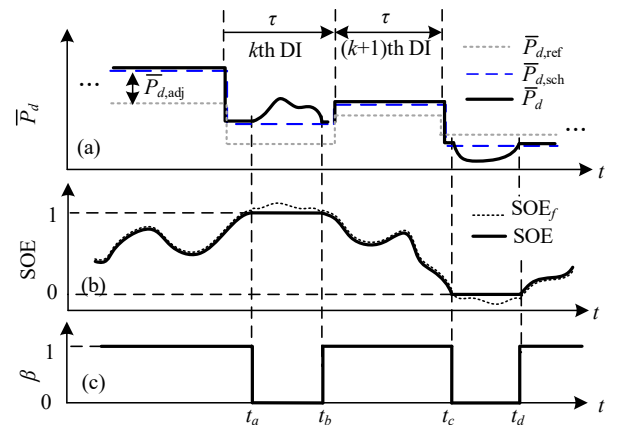 τ τ
kth DI (k+1)th DI
P̅d,ref
P̅d,sch
P̅d
... P̅d,adj ...
P̅d
(a)
t
1
SOEf
SOE
SOE
0
(b)
t
1
β
(c)
0
ta tb tc td t